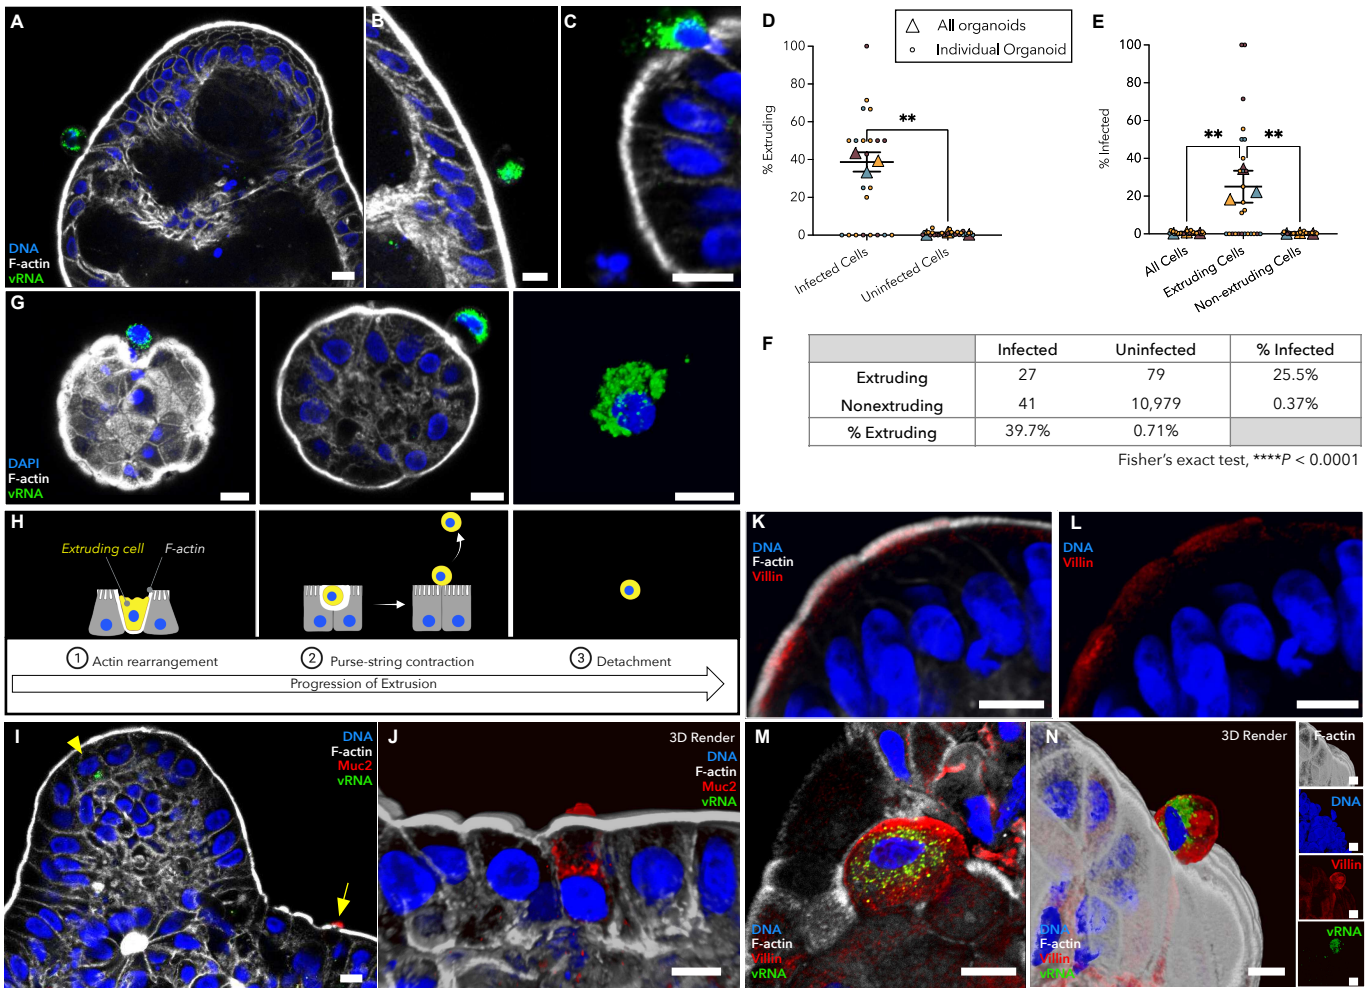 A
DNA
F-actin
vRNA
B
C
D
All organoids
Individual Organoid
% Extruding
100
80
60
40
20
0
**
Infected Cells
Uninfected Cells
E
% Infected
100
80
60
40
20
0
** **
All Cells
Extruding Cells
Non-extruding Cells
F
Infected Uninfected % Infected
Extruding 27 79 25.5%
Nonextruding 41 10,979 0.37%
% Extruding 39.7% 0.71%
Fisher's exact test, ****P < 0.0001
G
DAPI
F-actin
vRNA
H
Extruding cell F-actin
1 Actin rearrangement 2 Purse-string contraction 3 Detachment
Progression of Extrusion
I
DNA
F-actin
Muc2
vRNA
J
3D Render
DNA
F-actin
Muc2
vRNA
K
DNA
F-actin
Villin
L
DNA
Villin
M
DNA
F-actin
Villin
vRNA
N
3D Render
DNA
F-actin
Villin
vRNA
F-actin
DNA
Villin
vRNA